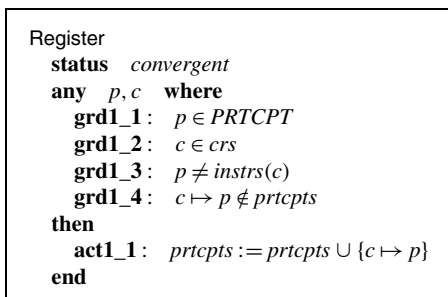 Register
status convergent
any p, c where
grd1_1 : p ∈ PRTCPT
grd1_2 : c ∈ crs
grd1_3 : p ≠ instrs(c)
grd1_4 : c ↦ p ∉ prtcpts
then
act1_1 : prtcpts := prtcpts ∪ {c ↦ p}
end